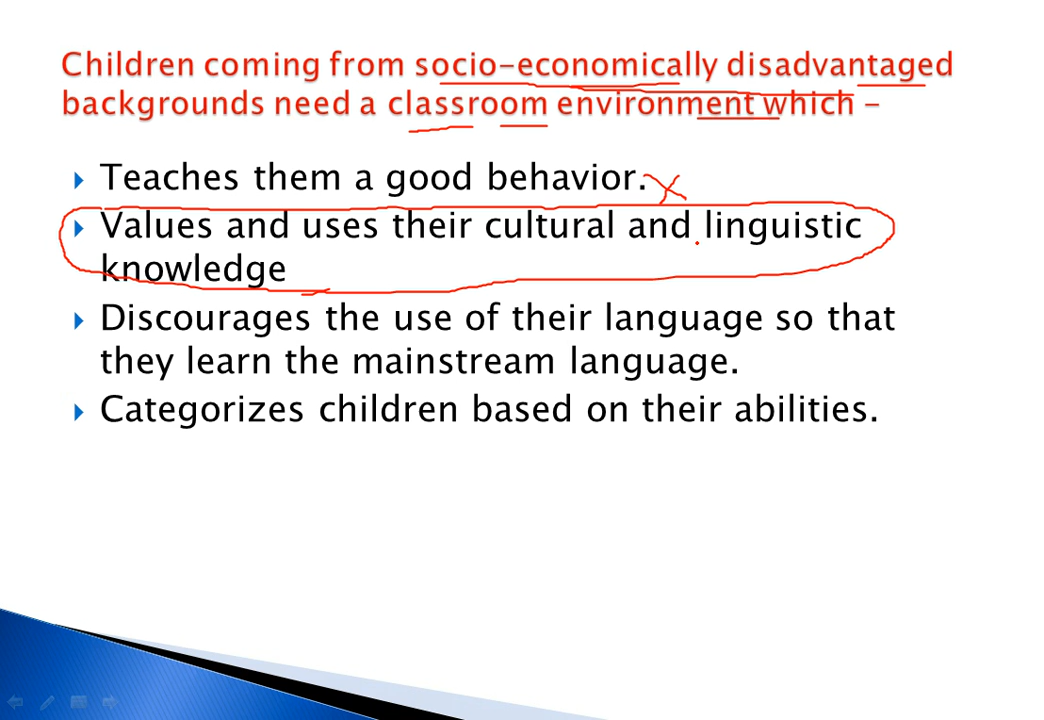 Children coming from socio-economically disadvantaged
backgrounds need a classroom environment which -
Teaches them a good behavior.
Values and uses their cultural and linguistic
knowledge
Discourages the use of their language so that
they learn the mainstream language.
Categorizes children based on their abilities.